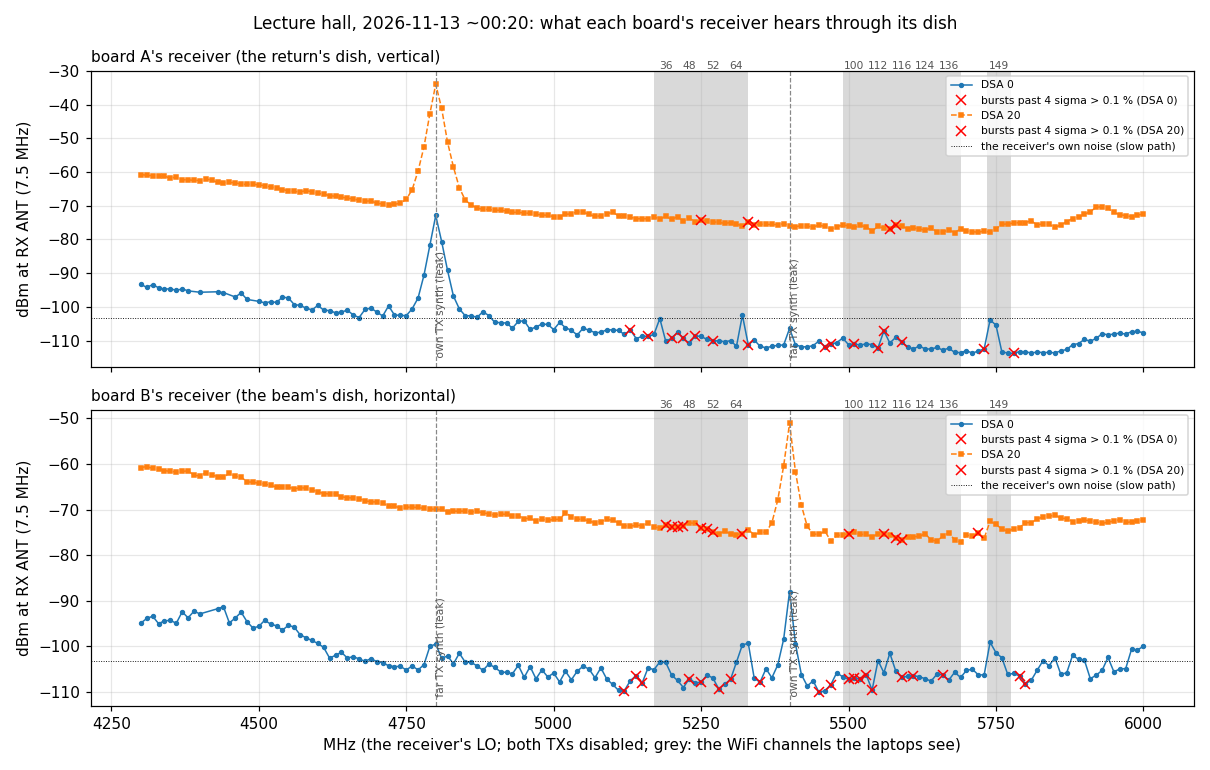 Lecture hall, 2026-11-13 ~00:20: what each board's receiver hears through its dish
board A's receiver (the return's dish, vertical)
36 48 52 64 100 112 116 124 136 149
DSA 0
bursts past 4 sigma > 0.1 % (DSA 0)
DSA 20
bursts past 4 sigma > 0.1 % (DSA 20)
the receiver's own noise (slow path)
dBm at RX ANT (7.5 MHz)
−30
−40
−50
−60
−70
−80
−90
−100
−110
own TX synth (leak)
far TX synth (leak)
board B's receiver (the beam's dish, horizontal)
36 48 52 64 100 112 116 124 136 149
DSA 0
bursts past 4 sigma > 0.1 % (DSA 0)
DSA 20
bursts past 4 sigma > 0.1 % (DSA 20)
the receiver's own noise (slow path)
dBm at RX ANT (7.5 MHz)
−50
−60
−70
−80
−90
−100
−110
far TX synth (leak)
own TX synth (leak)
4250 4500 4750 5000 5250 5500 5750 6000
MHz (the receiver's LO; both TXs disabled; grey: the WiFi channels the laptops see)